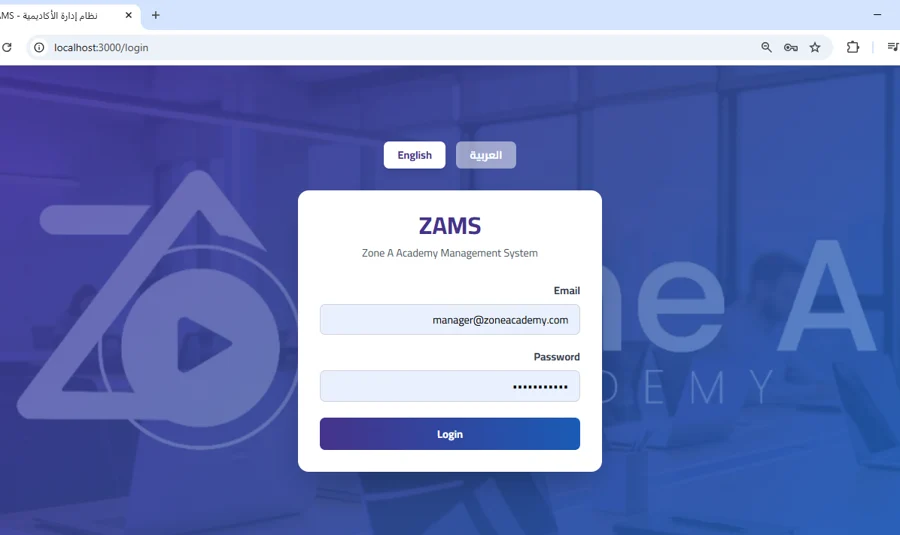 نظام إدارة الأكاديمية - AMS
localhost:3000/login
English
العربية
ZAMS
Zone A Academy Management System
Email
manager@zoneacademy.com
Password
Login
ne A
DEMY